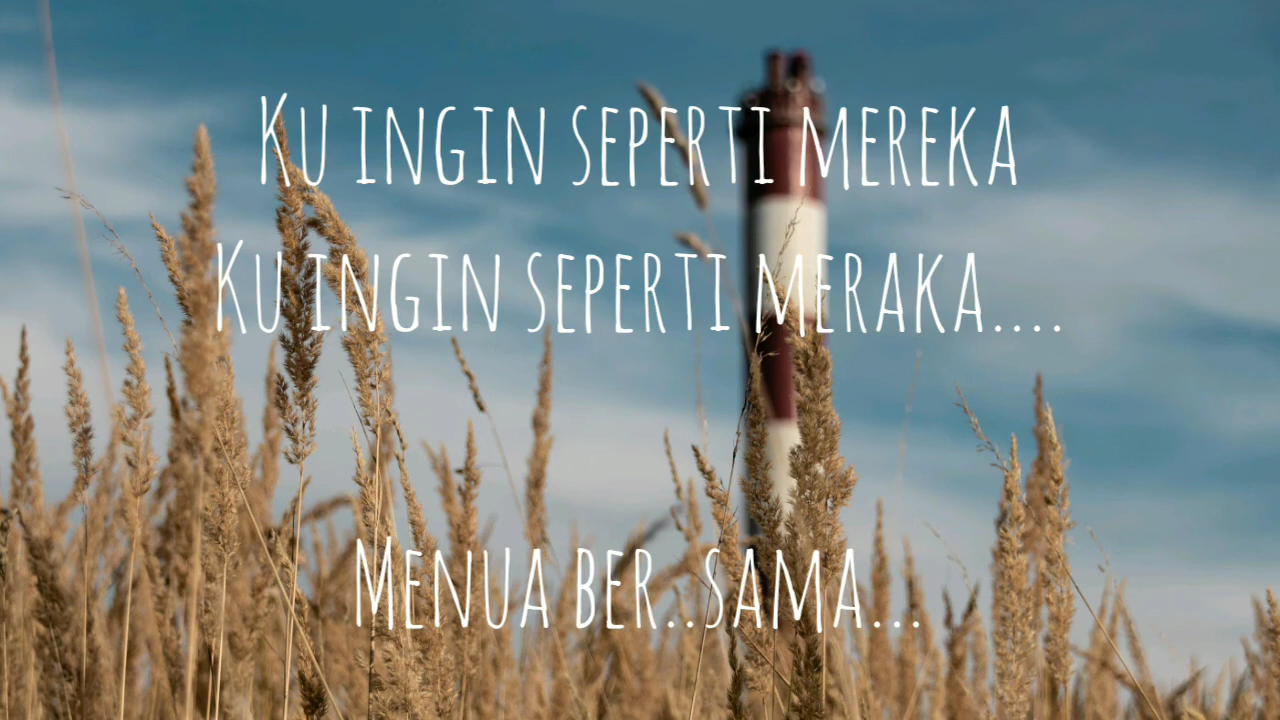 Ku ingin seperti mereka
Ku ingin seperti meraka....
Menua ber..sama...